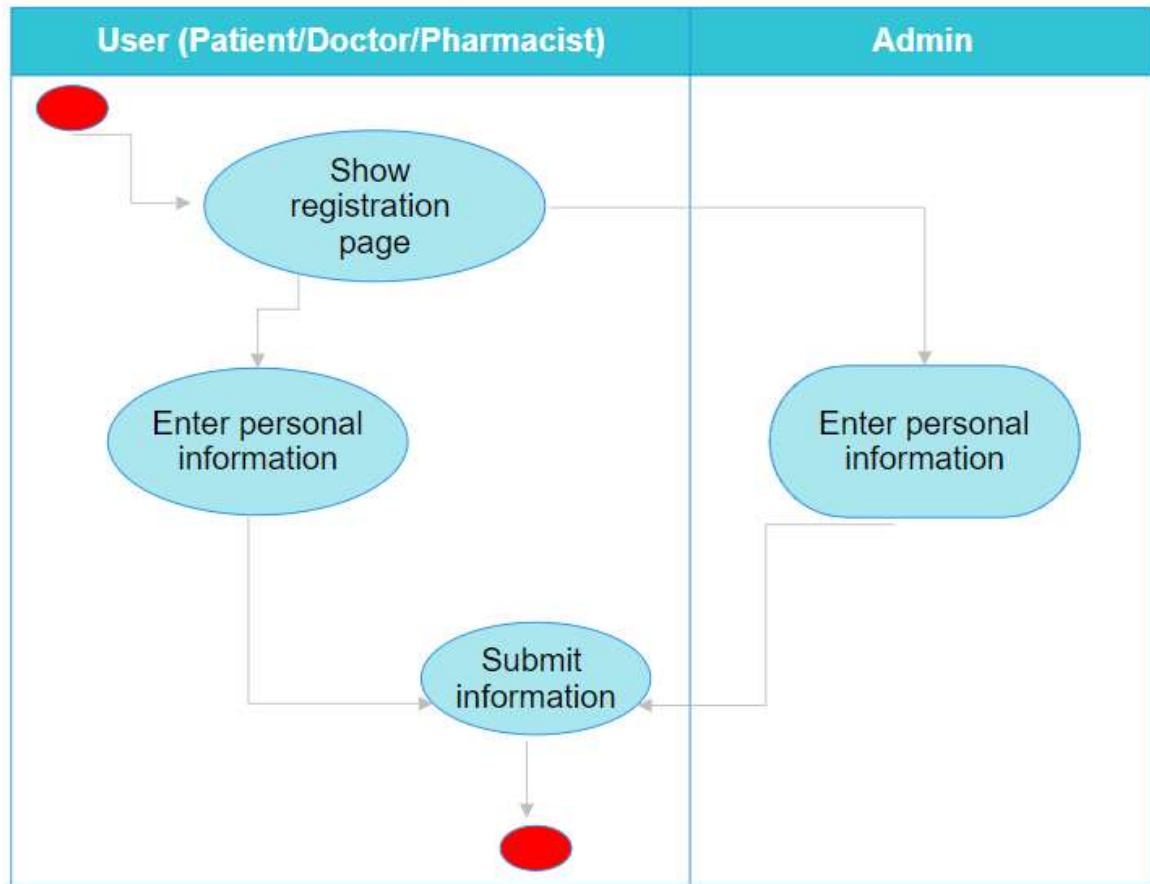 User (Patient/Doctor/Pharmacist)
Admin
Show
registration
page
Enter personal
information
Enter personal
information
Submit
information